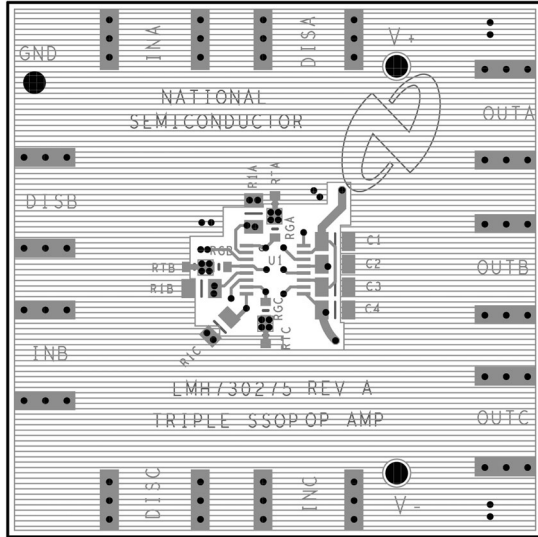 INA
DISA
V+
GND
NATIONAL
SEMICONDUCTOR
OUTA
R1A
RTA
DISB
RGA
RGB
U1
C1
C2
C3
C4
OUTB
RTB
R1B
RGC
RTC
R1C
INB
LMH730275 REV A
TRIPLE SSOP OP AMP
OUTC
DISC
INC
V-